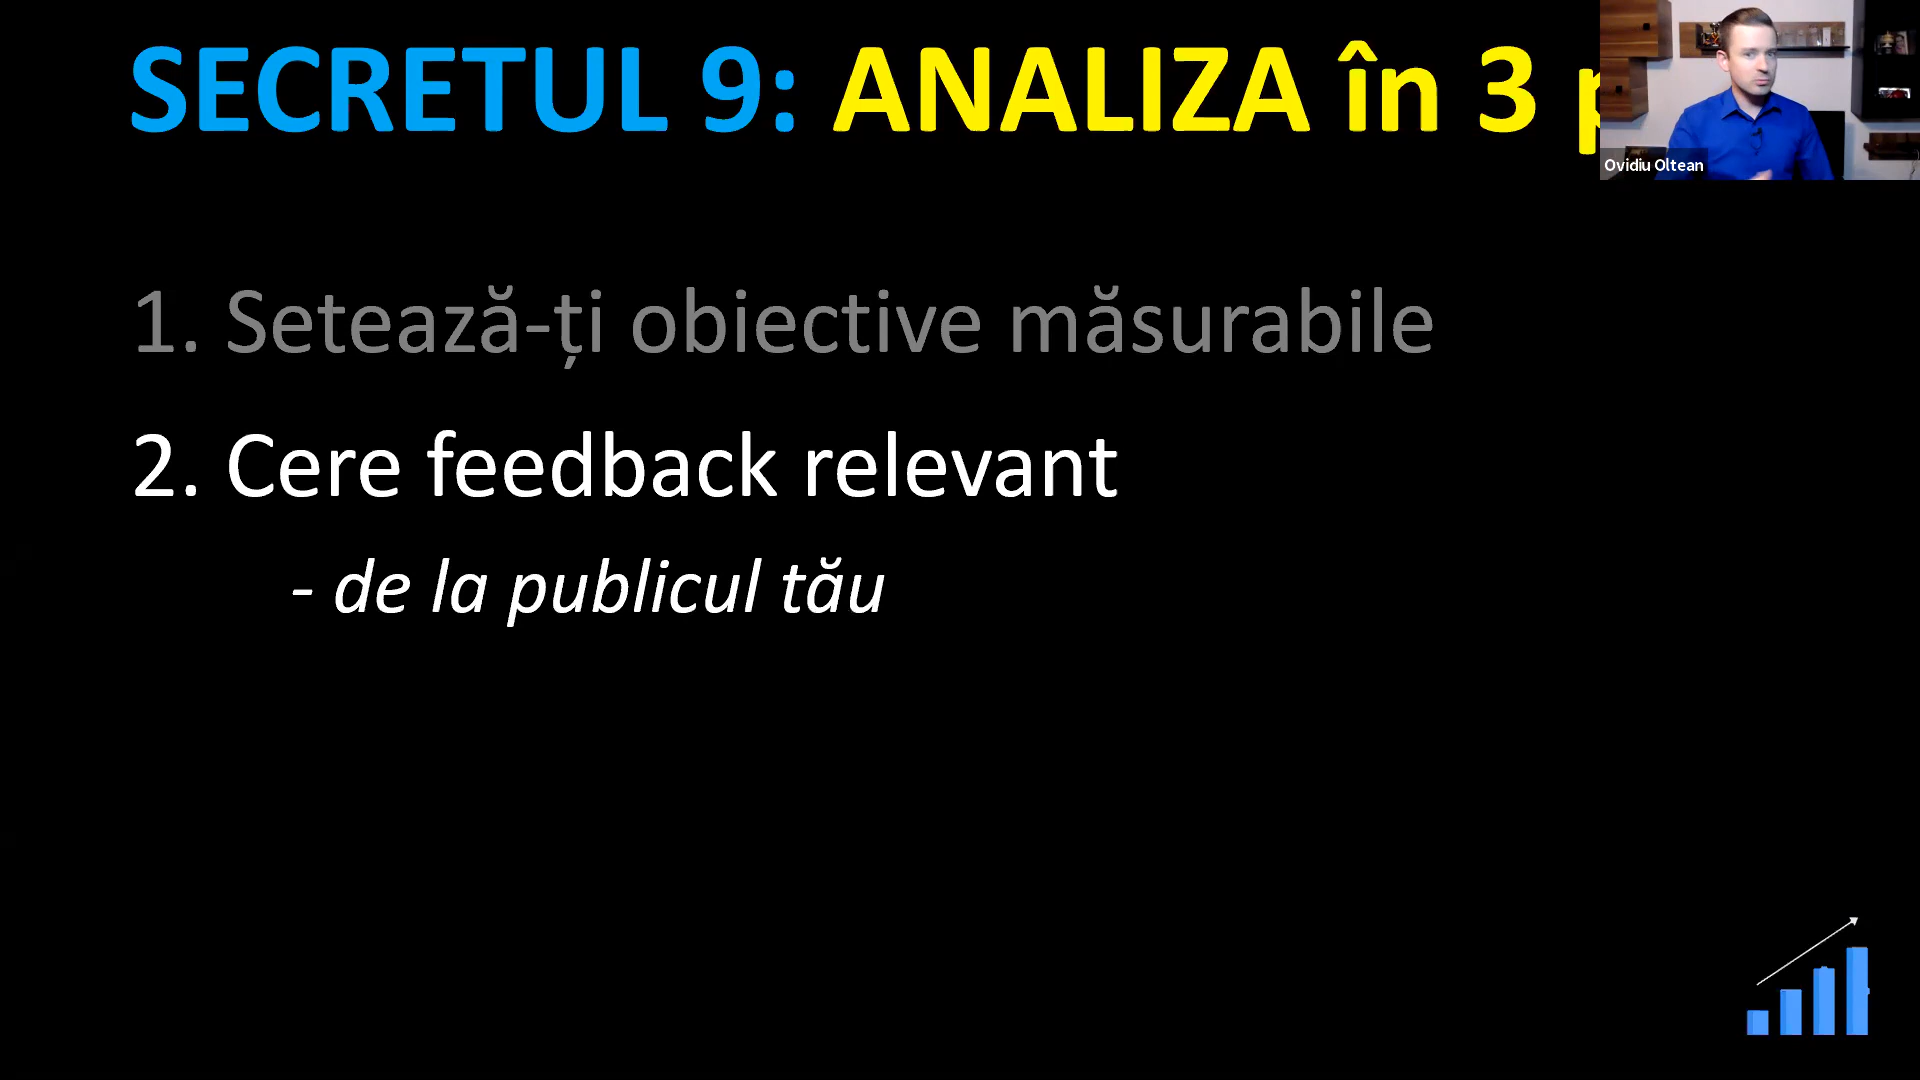 SECRETUL 9: ANALIZA în 3
Ovidiu Oltean
1. Setează-ți obiective măsurabile
2. Cere feedback relevant
- de la publicul tău